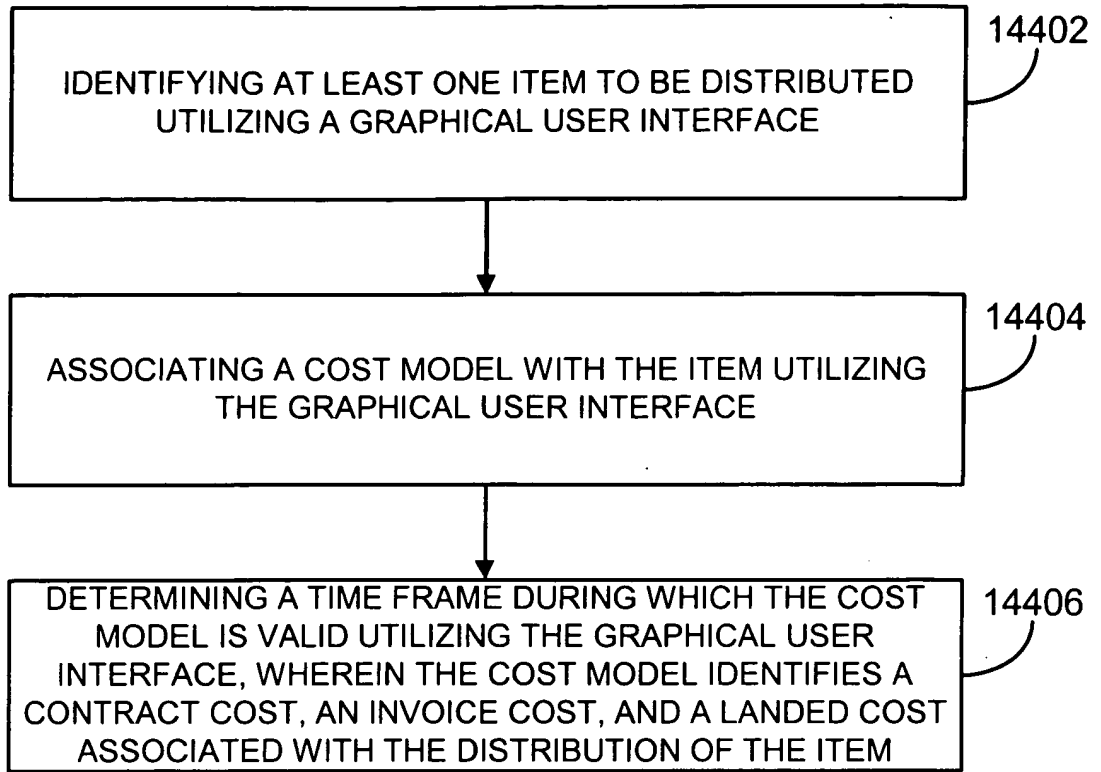 14402
IDENTIFYING AT LEAST ONE ITEM TO BE DISTRIBUTED
UTILIZING A GRAPHICAL USER INTERFACE
14404
ASSOCIATING A COST MODEL WITH THE ITEM UTILIZING
THE GRAPHICAL USER INTERFACE
14406
DETERMINING A TIME FRAME DURING WHICH THE COST
MODEL IS VALID UTILIZING THE GRAPHICAL USER
INTERFACE, WHEREIN THE COST MODEL IDENTIFIES A
CONTRACT COST, AN INVOICE COST, AND A LANDED COST
ASSOCIATED WITH THE DISTRIBUTION OF THE ITEM